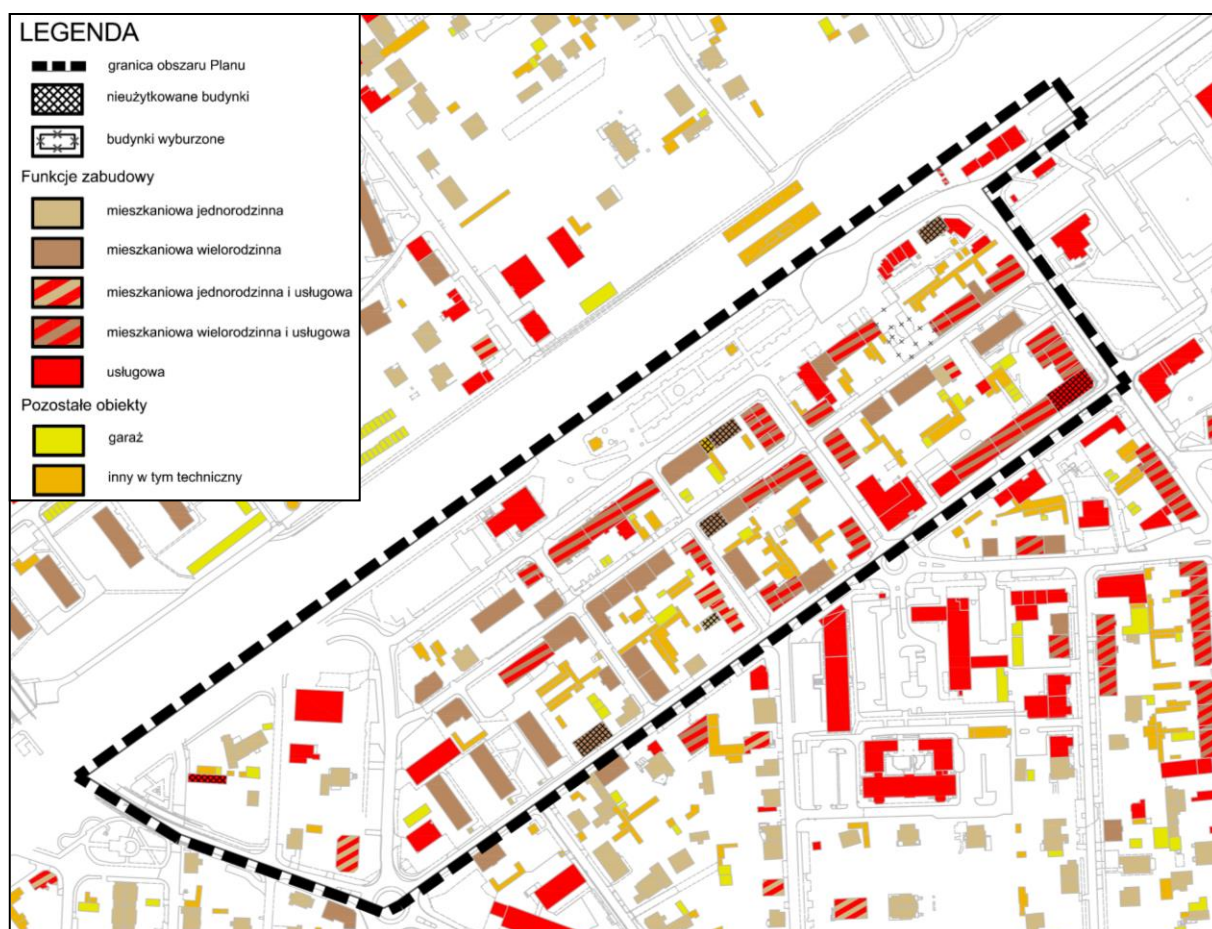 LEGENDA
granica obszaru Planu
nieużytkowane budynki
budynki wyburzone
Funkcje zabudowy
mieszkaniowa jednorodzinna
mieszkaniowa wielorodzinna
mieszkaniowa jednorodzinna i usługowa
mieszkaniowa wielorodzinna i usługowa
usługowa
Pozostałe obiekty
garaż
inny w tym techniczny